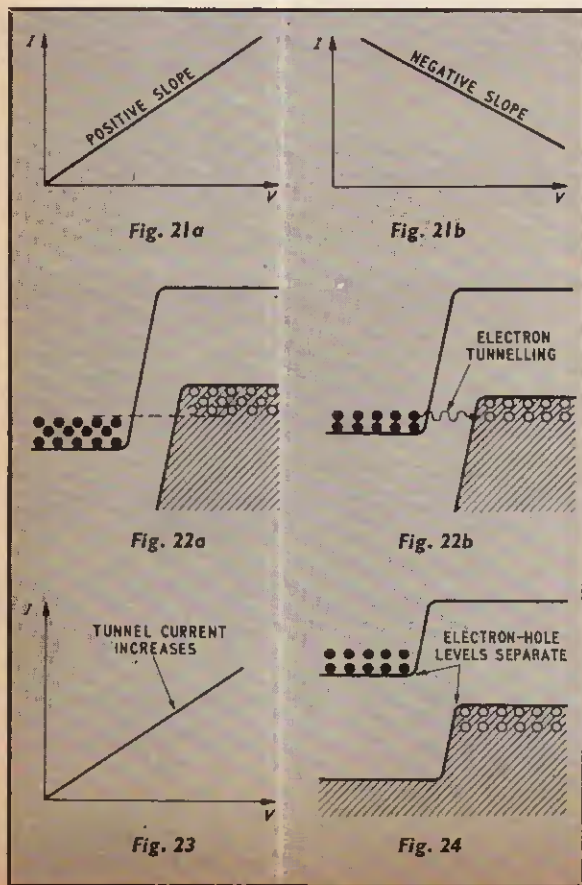 I
POSITIVE SLOPE
V
Fig. 21a
I
NEGATIVE SLOPE
V
Fig. 21b
Fig. 22a
ELECTRON
TUNNELLING
Fig. 22b
I
TUNNEL CURRENT
INCREASES
V
Fig. 23
ELECTRON-HOLE
LEVELS SEPARATE
Fig. 24